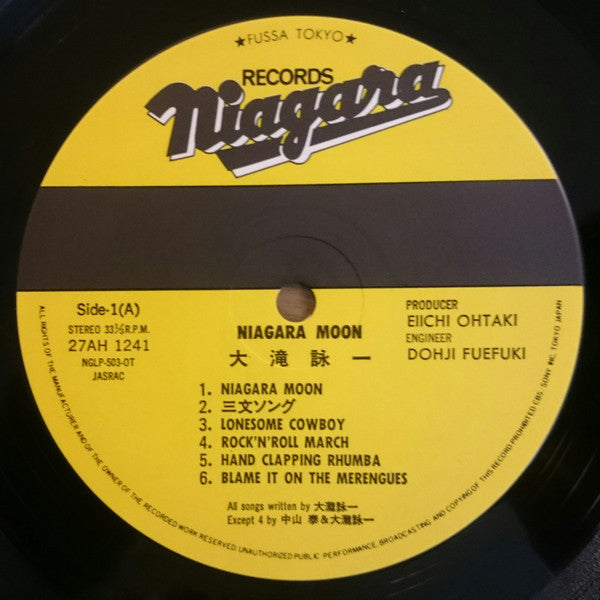 ★FUSSA TOKYO★
RECORDS
Niagara
Side-1(A)
STEREO 33⅓R.P.M.
27AH 1241
NGLP-503-OT
JASRAC
NIAGARA MOON
大滝詠一
PRODUCER
EIICHI OHTAKI
ENGINEER
DOHJI FUEFUKI
1. NIAGARA MOON
2. 三文ソング
3. LONESOME COWBOY
4. ROCK'N'ROLL MARCH
5. HAND CLAPPING RHUMBA
6. BLAME IT ON THE MERENGUES
All songs written by 大瀧詠一
Except 4 by 中山 泰&大瀧詠一
ALL RIGHTS OF THE MANUFACTURER AND OF THE OWNER OF THE RECORDED WORK RESERVED. UNAUTHORIZED PUBLIC PERFORMANCE, BROADCASTING AND COPYING OF THIS RECORD PROHIBITED CBS/SONY INC. TOKYO JAPAN